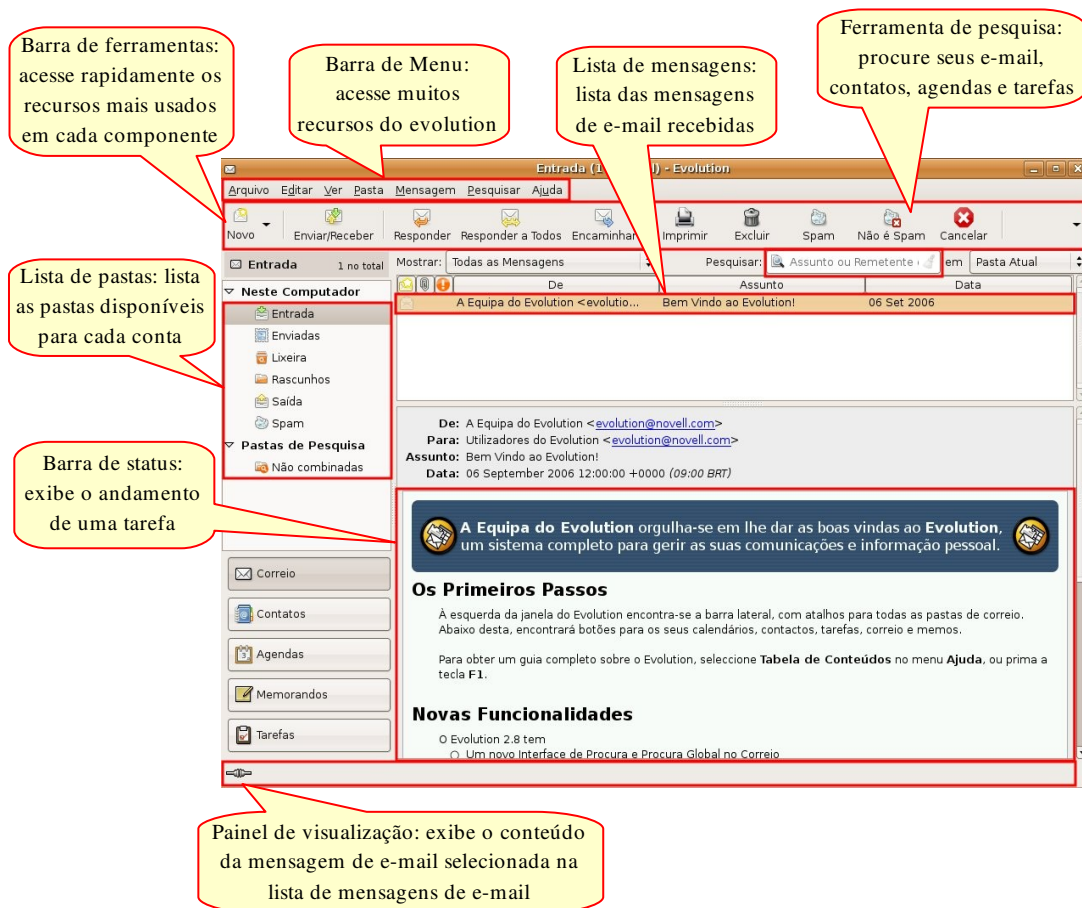 Barra de ferramentas:
acesse rapidamente os
recursos mais usados
em cada componente
Barra de Menu:
acesse muitos
recursos do evolution
Lista de mensagens:
lista das mensagens
de e-mail recebidas
Ferramenta de pesquisa:
procure seus e-mail,
contatos, agendas e tarefas
Entrada - Evolution
Arquivo Editar Ver Pasta Mensagem Pesquisar Ajuda
Novo Enviar/Receber Responder Responder a Todos Encaminhar Imprimir Excluir Spam Não é Spam Cancelar
Entrada 1 no total
Mostrar: Todas as Mensagens Pesquisar: Assunto ou Remetente em Pasta Atual
De Assunto Data
A Equipa do Evolution <evolutio... Bem Vindo ao Evolution! 06 Set 2006
Lista de pastas: lista
as pastas disponíveis
para cada conta
Neste Computador
Entrada
Enviadas
Lixeira
Rascunhos
Saída
Spam
Pastas de Pesquisa
Não combinadas
De: A Equipa do Evolution <evolution@novell.com>
Para: Utilizadores do Evolution <evolution@novell.com>
Assunto: Bem Vindo ao Evolution!
Data: 06 September 2006 12:00:00 +0000 (09:00 BRT)
Barra de status:
exibe o andamento
de uma tarefa
A Equipa do Evolution orgulha-se em lhe dar as boas vindas ao Evolution,
um sistema completo para gerir as suas comunicações e informação pessoal.
Os Primeiros Passos
À esquerda da janela do Evolution encontra-se a barra lateral, com atalhos para todas as pastas de correio.
Abaixo desta, encontrará botões para os seus calendários, contactos, tarefas, correio e memos.
Para obter um guia completo sobre o Evolution, seleccione Tabela de Conteúdos no menu Ajuda, ou prima a
tecla F1.
Novas Funcionalidades
O Evolution 2.8 tem
Um novo Interface de Procura e Procura Global no Correio
Correio
Contatos
Agendas
Memorandos
Tarefas
Painel de visualização: exibe o conteúdo
da mensagem de e-mail selecionada na
lista de mensagens de e-mail